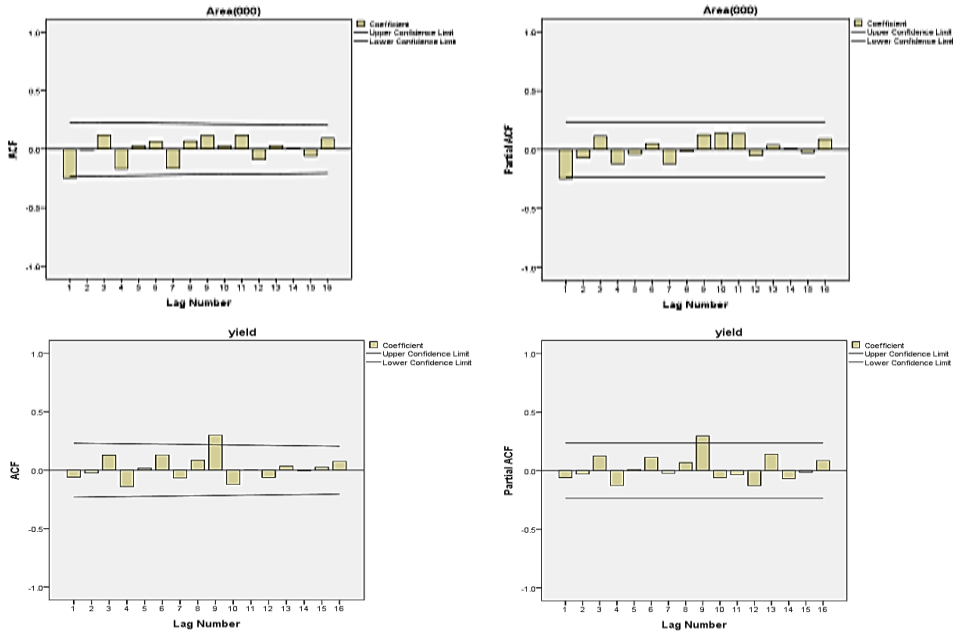 Area(000)
Coefficient
Upper Confidence Limit
Lower Confidence Limit
1.0
0.5
0.0
-0.5
-1.0
ACF
1 2 3 4 5 6 7 8 9 10 11 12 13 14 15 16
Lag Number
Area(000)
Coefficient
Upper Confidence Limit
Lower Confidence Limit
1.0
0.5
0.0
-0.5
-1.0
Partial ACF
1 2 3 4 5 6 7 8 9 10 11 12 13 14 15 16
Lag Number
yield
Coefficient
Upper Confidence Limit
Lower Confidence Limit
1.0
0.5
0.0
-0.5
-1.0
ACF
1 2 3 4 5 6 7 8 9 10 11 12 13 14 15 16
Lag Number
yield
Coefficient
Upper Confidence Limit
Lower Confidence Limit
1.0
0.5
0.0
-0.5
-1.0
Partial ACF
1 2 3 4 5 6 7 8 9 10 11 12 13 14 15 16
Lag Number